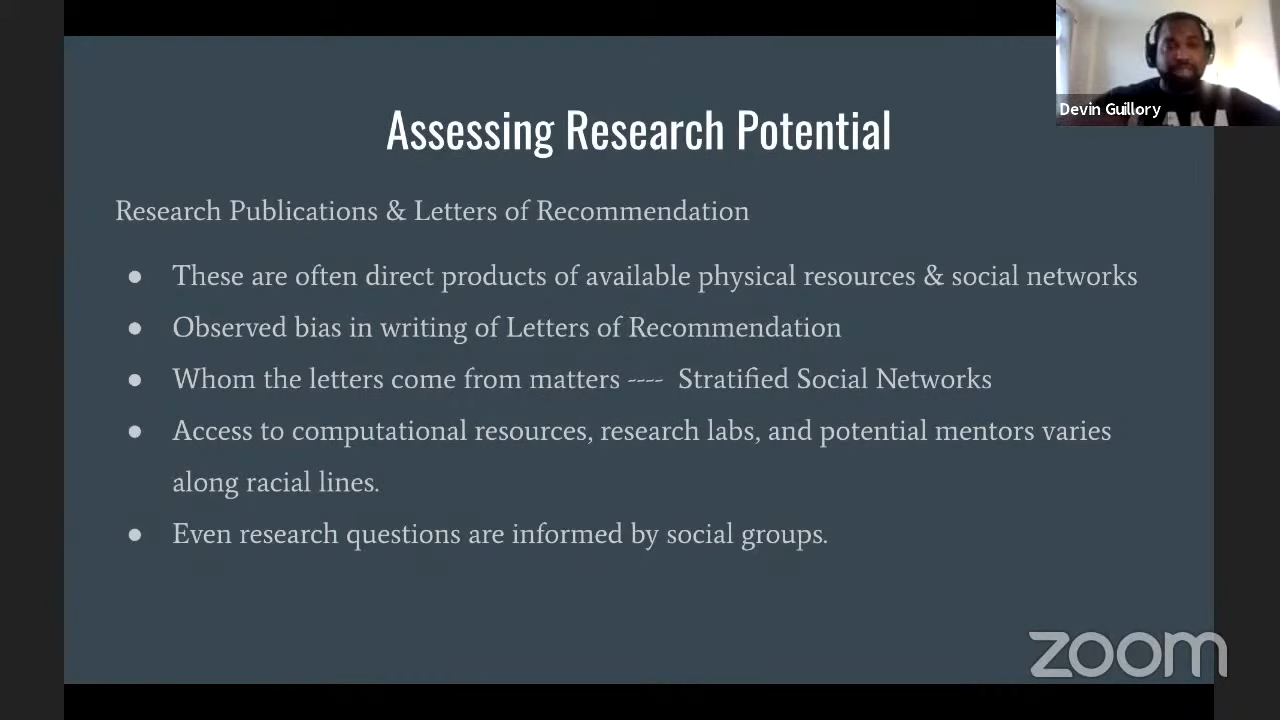 Devin Guillory
Assessing Research Potential
Research Publications & Letters of Recommendation
● These are often direct products of available physical resources & social networks
● Observed bias in writing of Letters of Recommendation
● Whom the letters come from matters ---- Stratified Social Networks
● Access to computational resources, research labs, and potential mentors varies
along racial lines.
● Even research questions are informed by social groups.
zoom